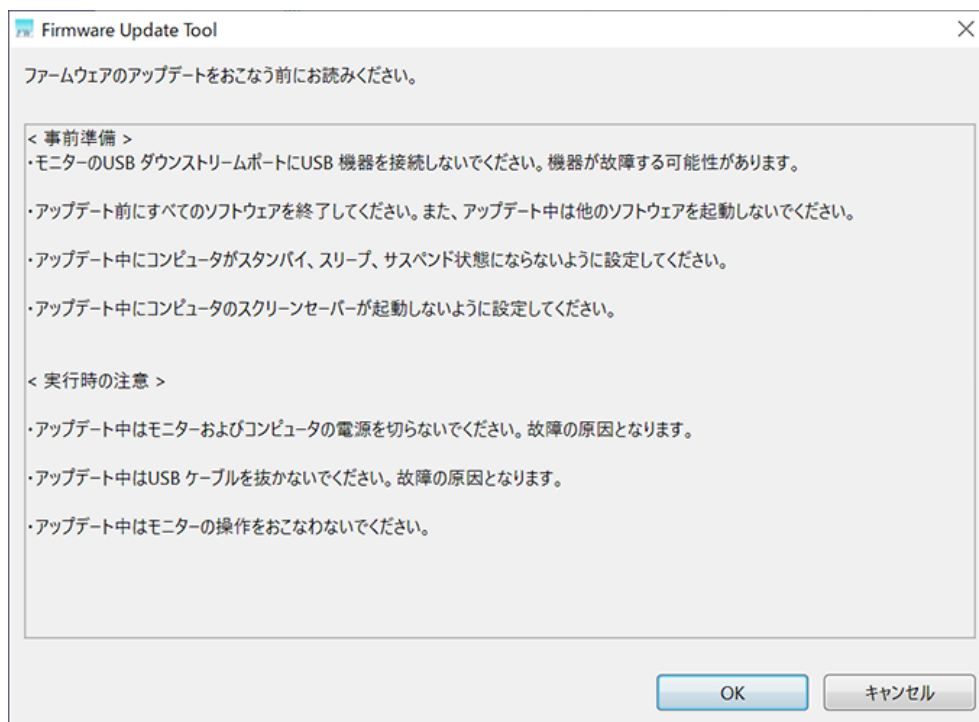 Firmware Update Tool
ファームウェアのアップデートをおこなう前にお読みください。
< 事前準備 >
・モニターのUSB ダウンストリームポートにUSB 機器を接続しないでください。機器が故障する可能性があります。
・アップデート前にすべてのソフトウェアを終了してください。また、アップデート中は他のソフトウェアを起動しないでください。
・アップデート中にコンピュータがスタンバイ、スリープ、サスペンド状態にならないように設定してください。
・アップデート中にコンピュータのスクリーンセーバーが起動しないように設定してください。
< 実行時の注意 >
・アップデート中はモニターおよびコンピュータの電源を切らないでください。故障の原因となります。
・アップデート中はUSB ケーブルを抜かないでください。故障の原因となります。
・アップデート中はモニターの操作をおこなわないでください。
OK
キャンセル